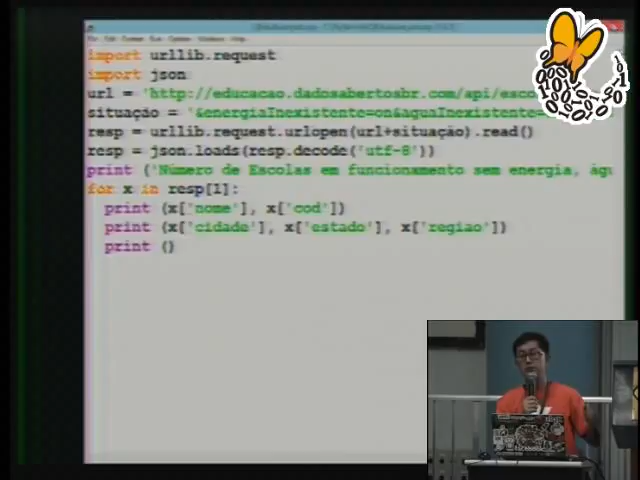 import urllib.request
import json
url = 'http://educacao.dadosabertosbr.com/api/esco
situação = '&energiaInexistente=on&aguaInexistente=
resp = urllib.request.urlopen(url+situação).read()
resp = json.loads(resp.decode('utf-8'))
print ('Número de Escolas em funcionamento sem energia, águ
for x in resp[1]:
print (x['nome'], x['cod'])
print (x['cidade'], x['estado'], x['regiao'])
print ()